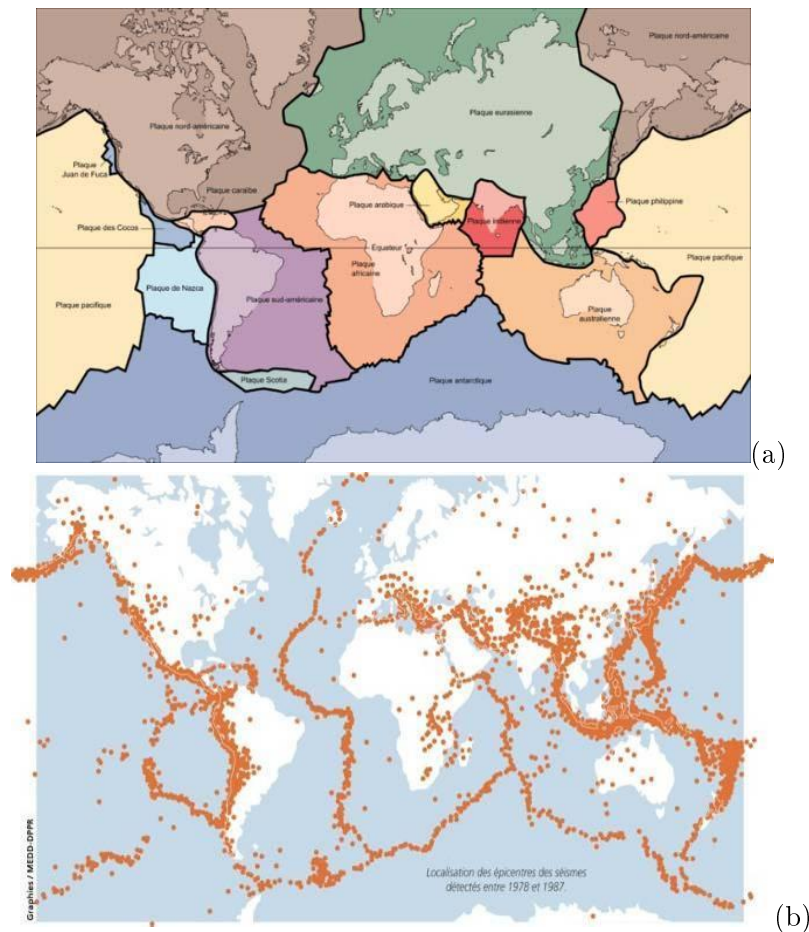 Plaque nord-américaine
Plaque nord-américaine
Plaque eurasienne
Plaque
Juan de Fuca
Plaque caraïbe
Plaque arabique
Plaque indienne
Plaque philippine
Plaque des Cocos
Equateur
Plaque
africaine
Plaque pacifique
Plaque de Nazca
Plaque sud-américaine
Plaque pacifique
Plaque
australienne
Plaque Scotia
Plaque antarctique
(a)
Localisation des épicentres des séismes
détectés entre 1978 et 1987.
Graphies / MEDD-DPPR
(b)